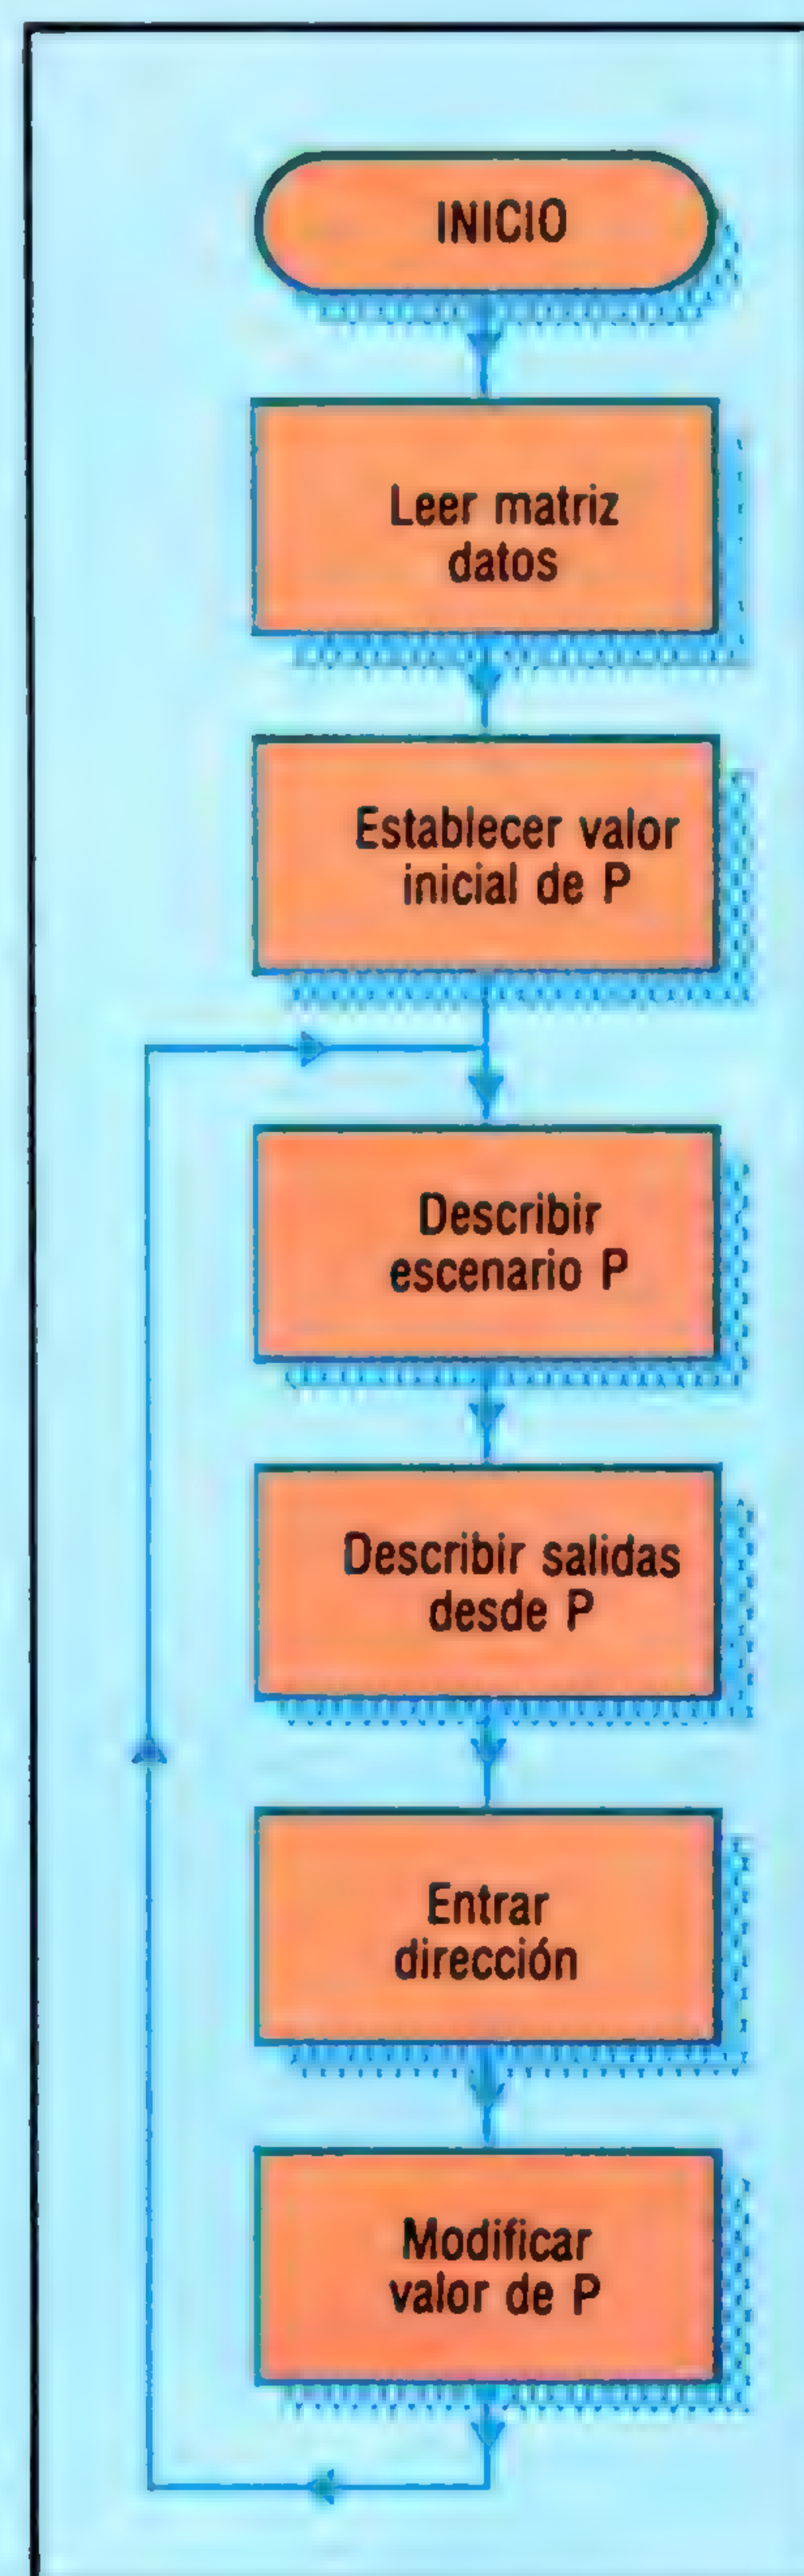 INICIO
Leer matriz
datos
Establecer valor
inicial de P
Describir
escenario P
Describir salidas
desde P
Entrar
dirección
Modificar
valor de P